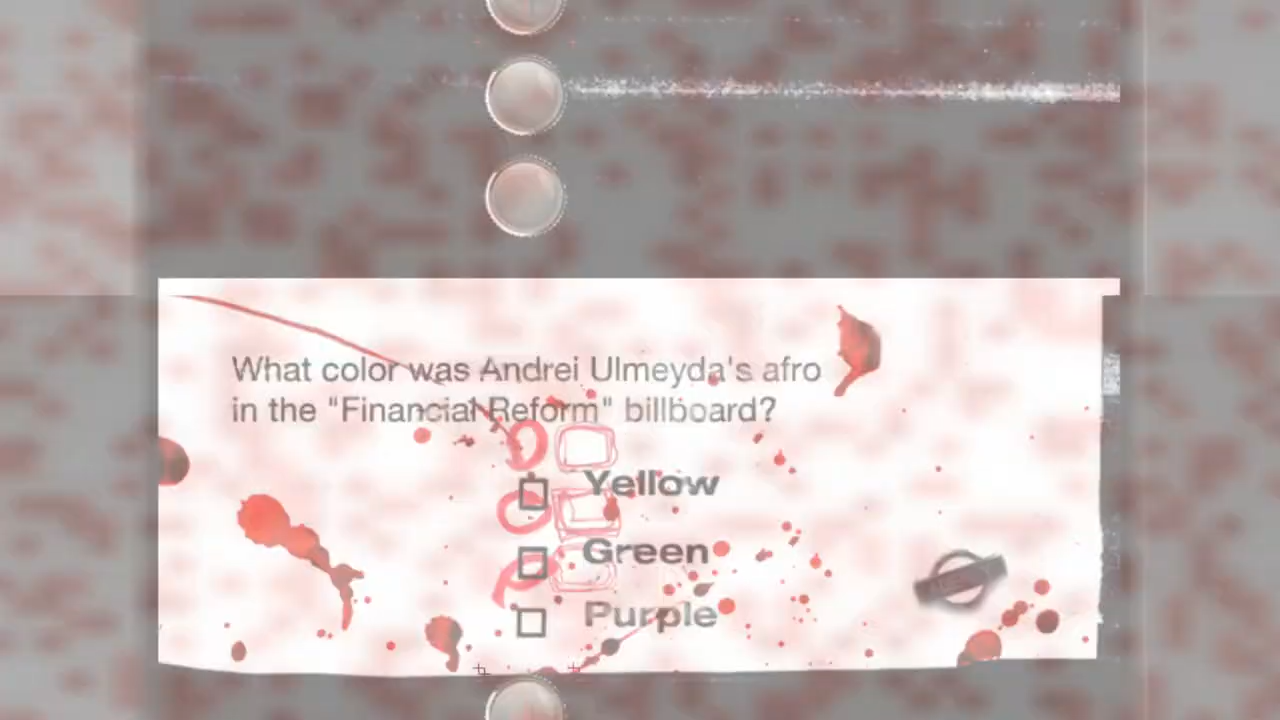 What color was Andrei Ulmeyda's afro
in the "Financial Reform" billboard?
Yellow
Green
Purple